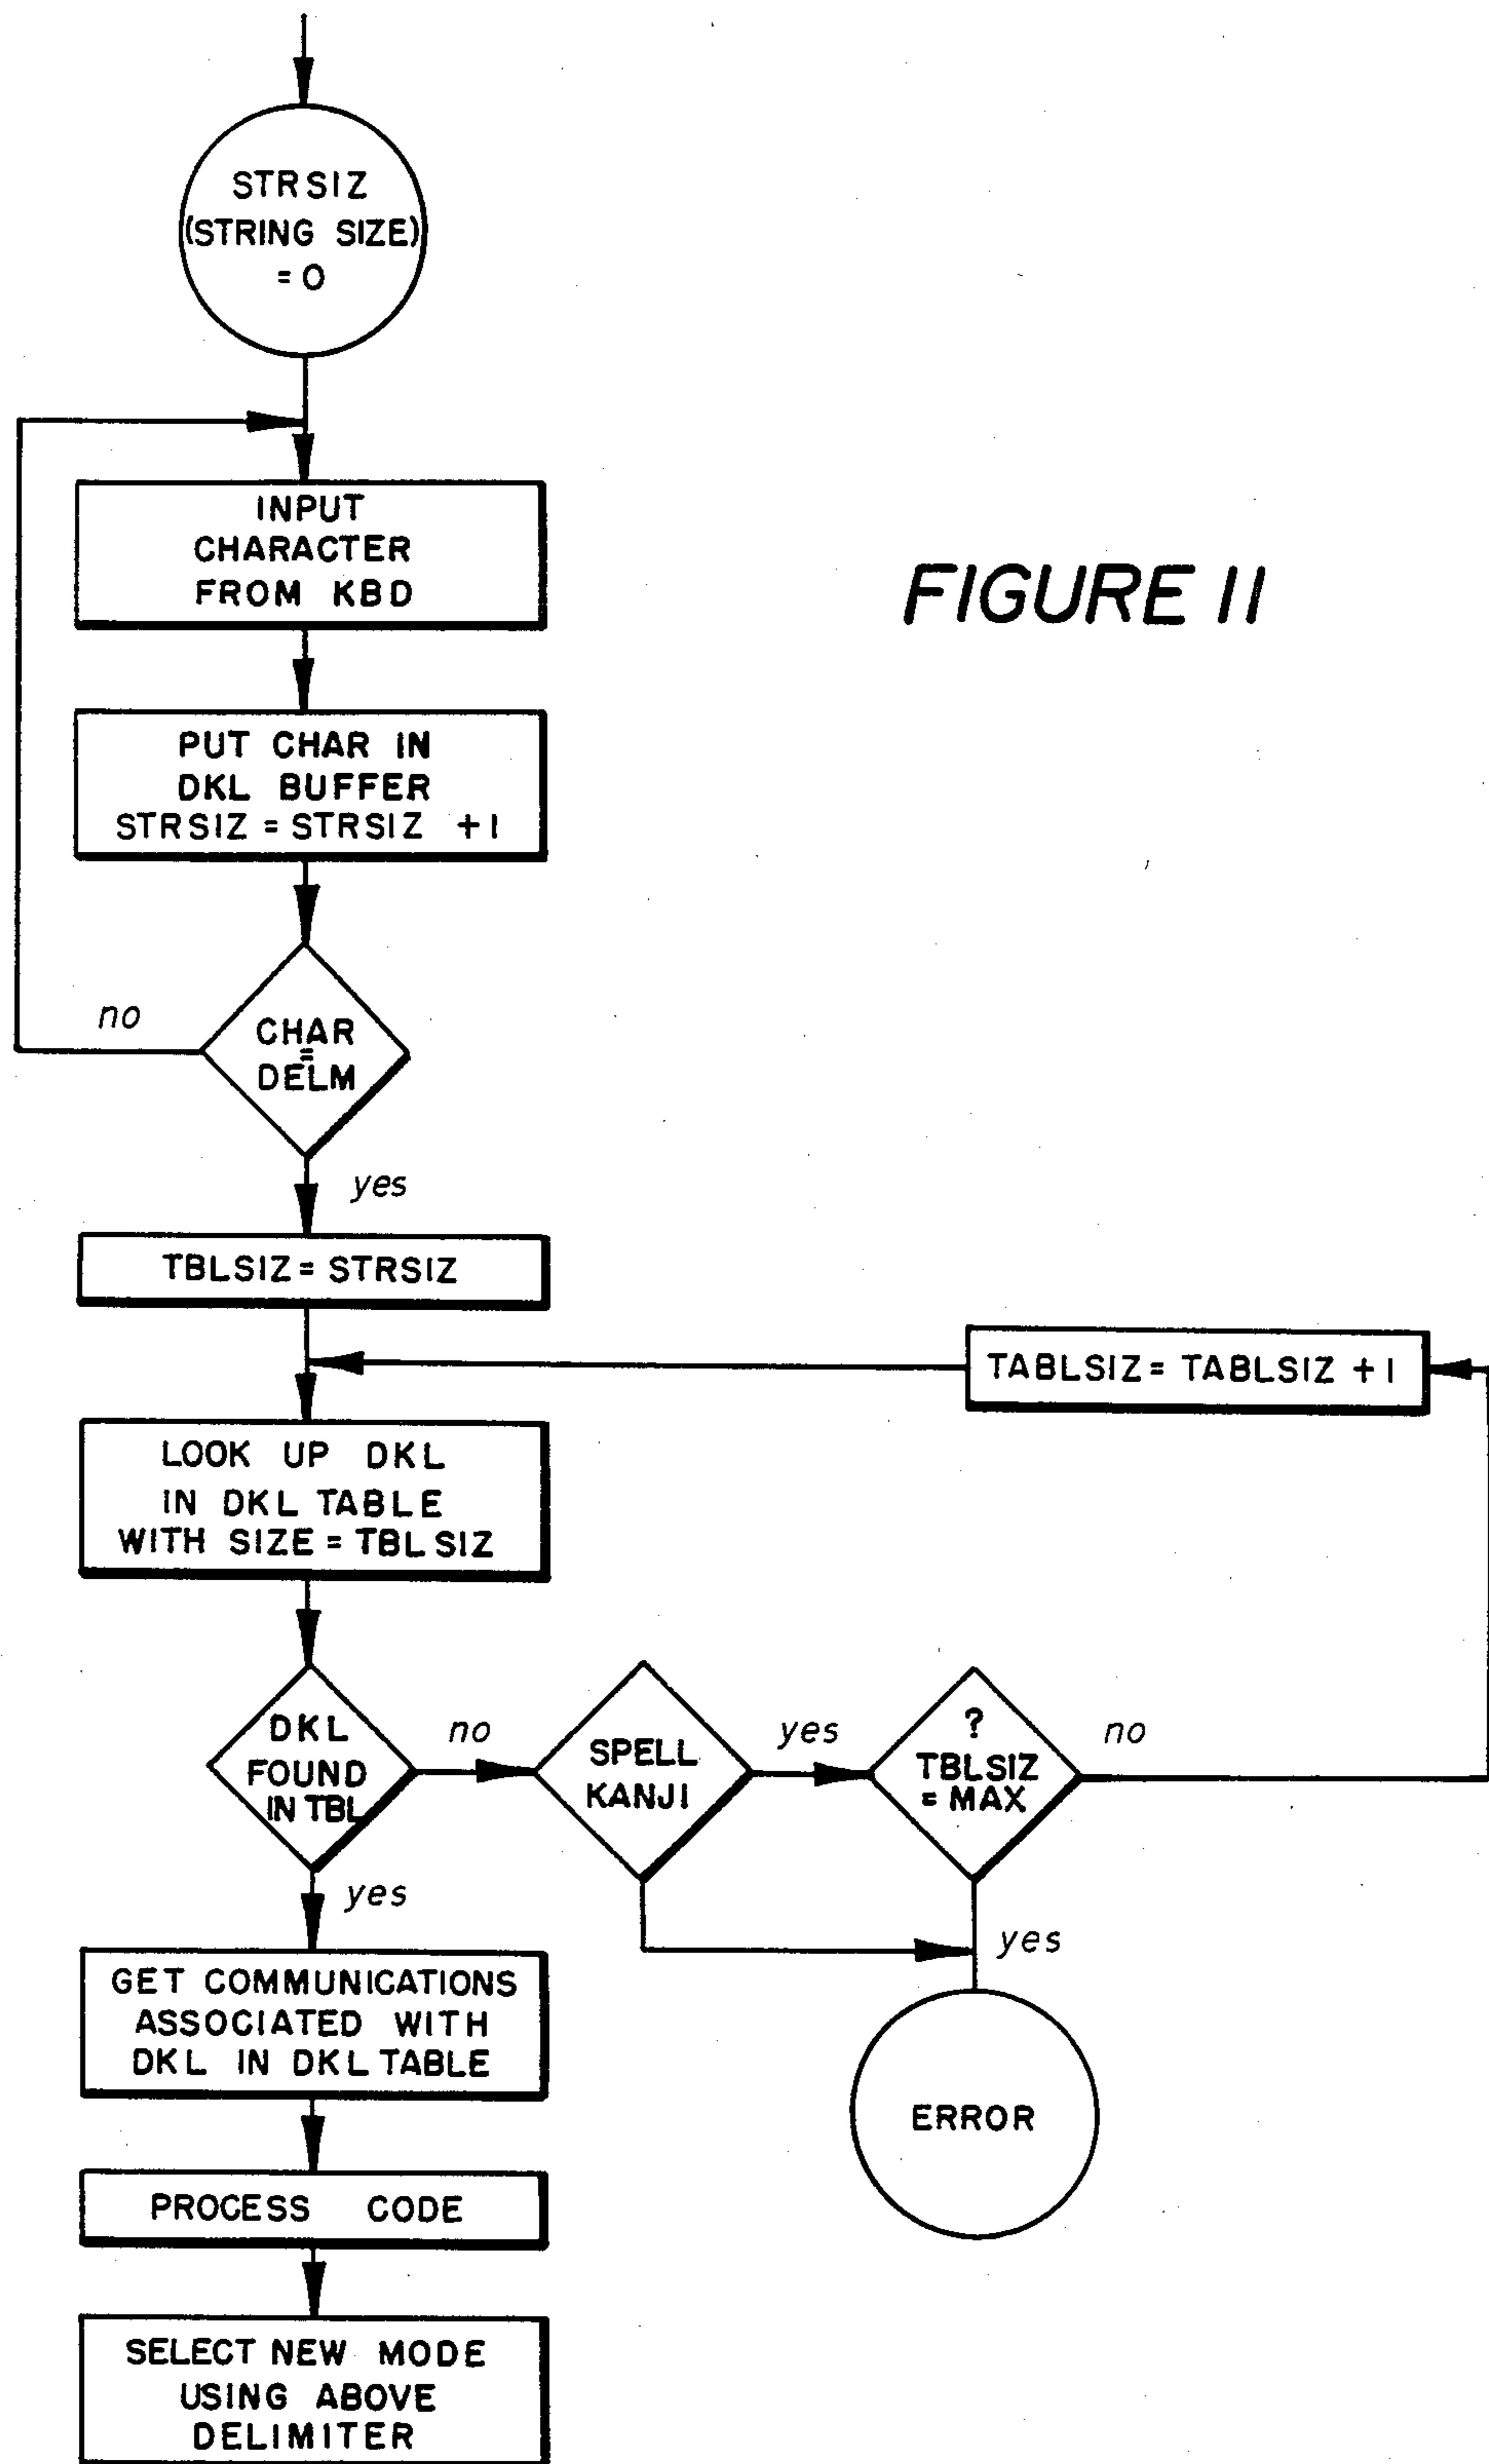 STRSIZ
(STRING SIZE)
= 0
INPUT
CHARACTER
FROM KBD
FIGURE 11
PUT CHAR IN
DKL BUFFER
STRSIZ = STRSIZ + 1
no
CHAR
=
DELM
yes
TBLSIZ = STRSIZ
TABLSIZ = TABLSIZ + 1
LOOK UP DKL
IN DKL TABLE
WITH SIZE = TBLSIZ
DKL
FOUND
IN TBL
no
SPELL
KANJI
yes
?
TBLSIZ
= MAX
no
yes
yes
GET COMMUNICATIONS
ASSOCIATED WITH
DKL IN DKL TABLE
ERROR
PROCESS CODE
SELECT NEW MODE
USING ABOVE
DELIMITER